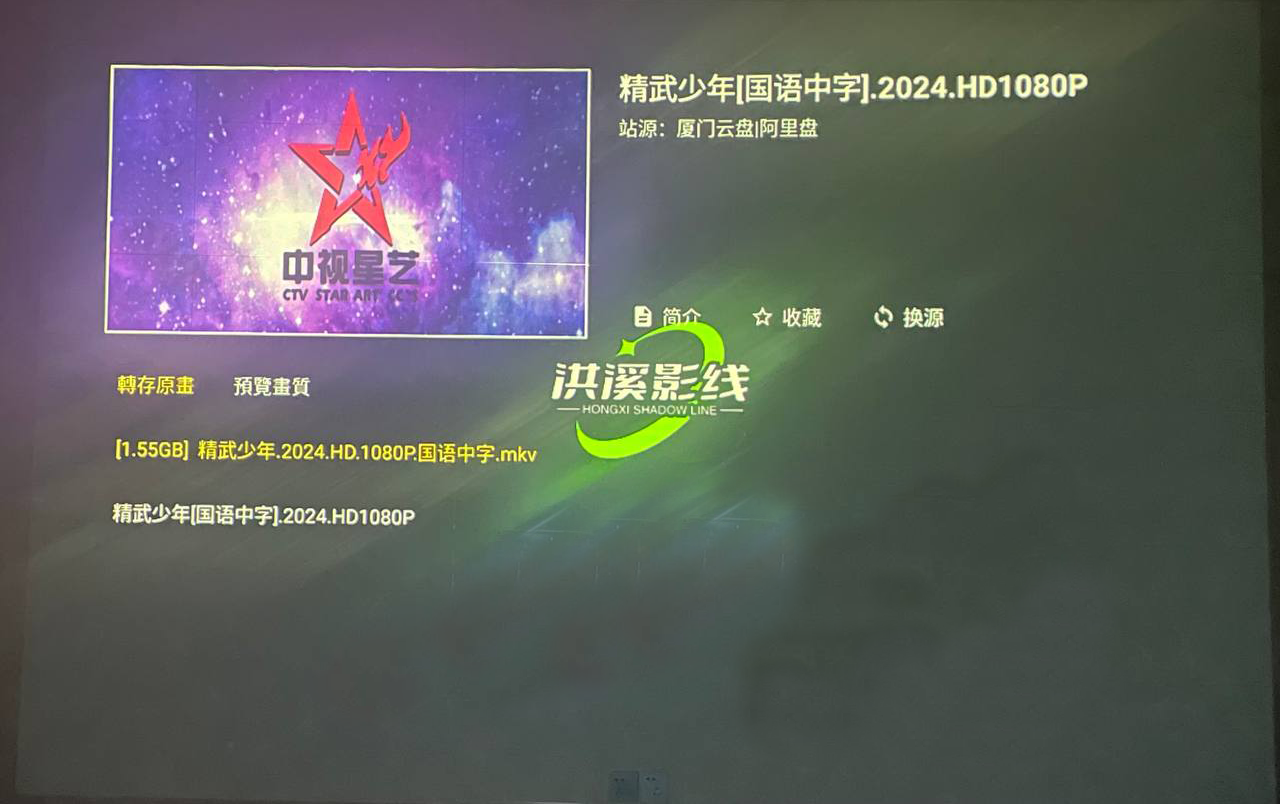 精武少年[国语中字].2024.HD1080P
站源：厦门云盘|阿里盘
中视星艺
CTV STAR ART
简介
收藏
换源
洪溪影线
HONGXI SHADOW LINE
轉存原畫
預覽畫質
[1.55GB] 精武少年.2024.HD.1080P.国语中字.mkv
精武少年[国语中字].2024.HD1080P